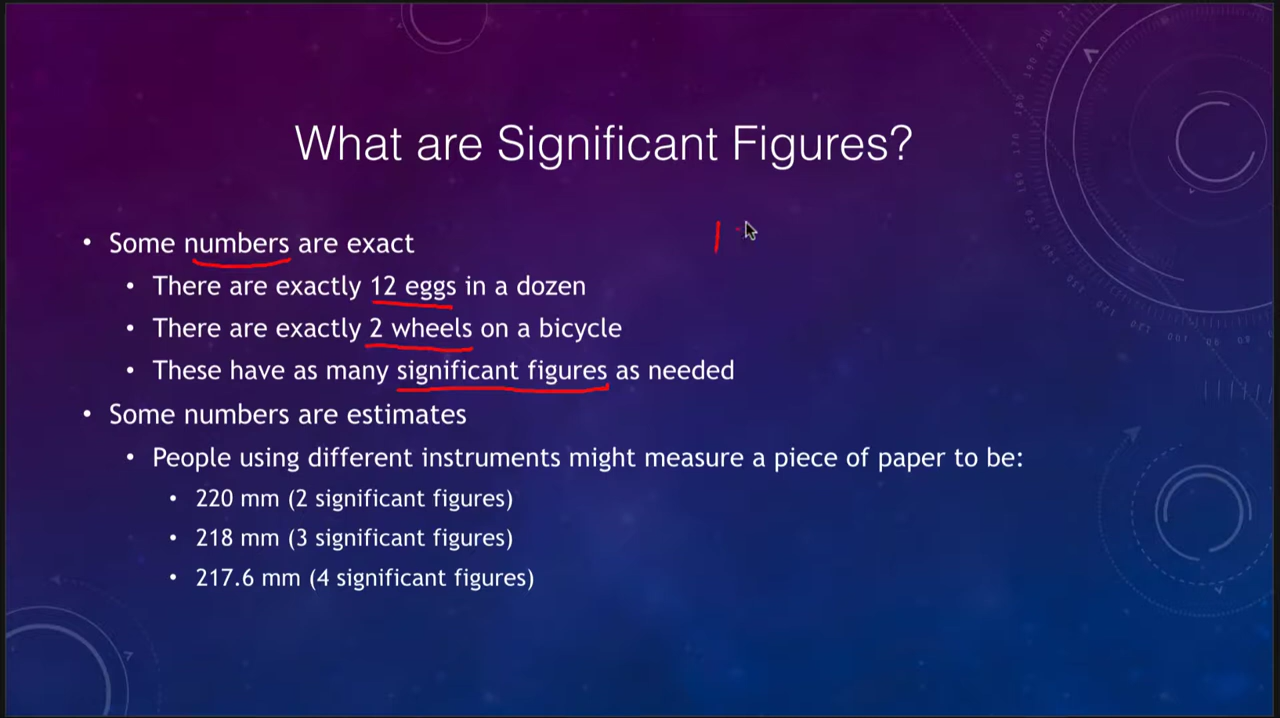 What are Significant Figures?
• Some numbers are exact
• There are exactly 12 eggs in a dozen
• There are exactly 2 wheels on a bicycle
• These have as many significant figures as needed
• Some numbers are estimates
• People using different instruments might measure a piece of paper to be:
• 220 mm (2 significant figures)
• 218 mm (3 significant figures)
• 217.6 mm (4 significant figures)